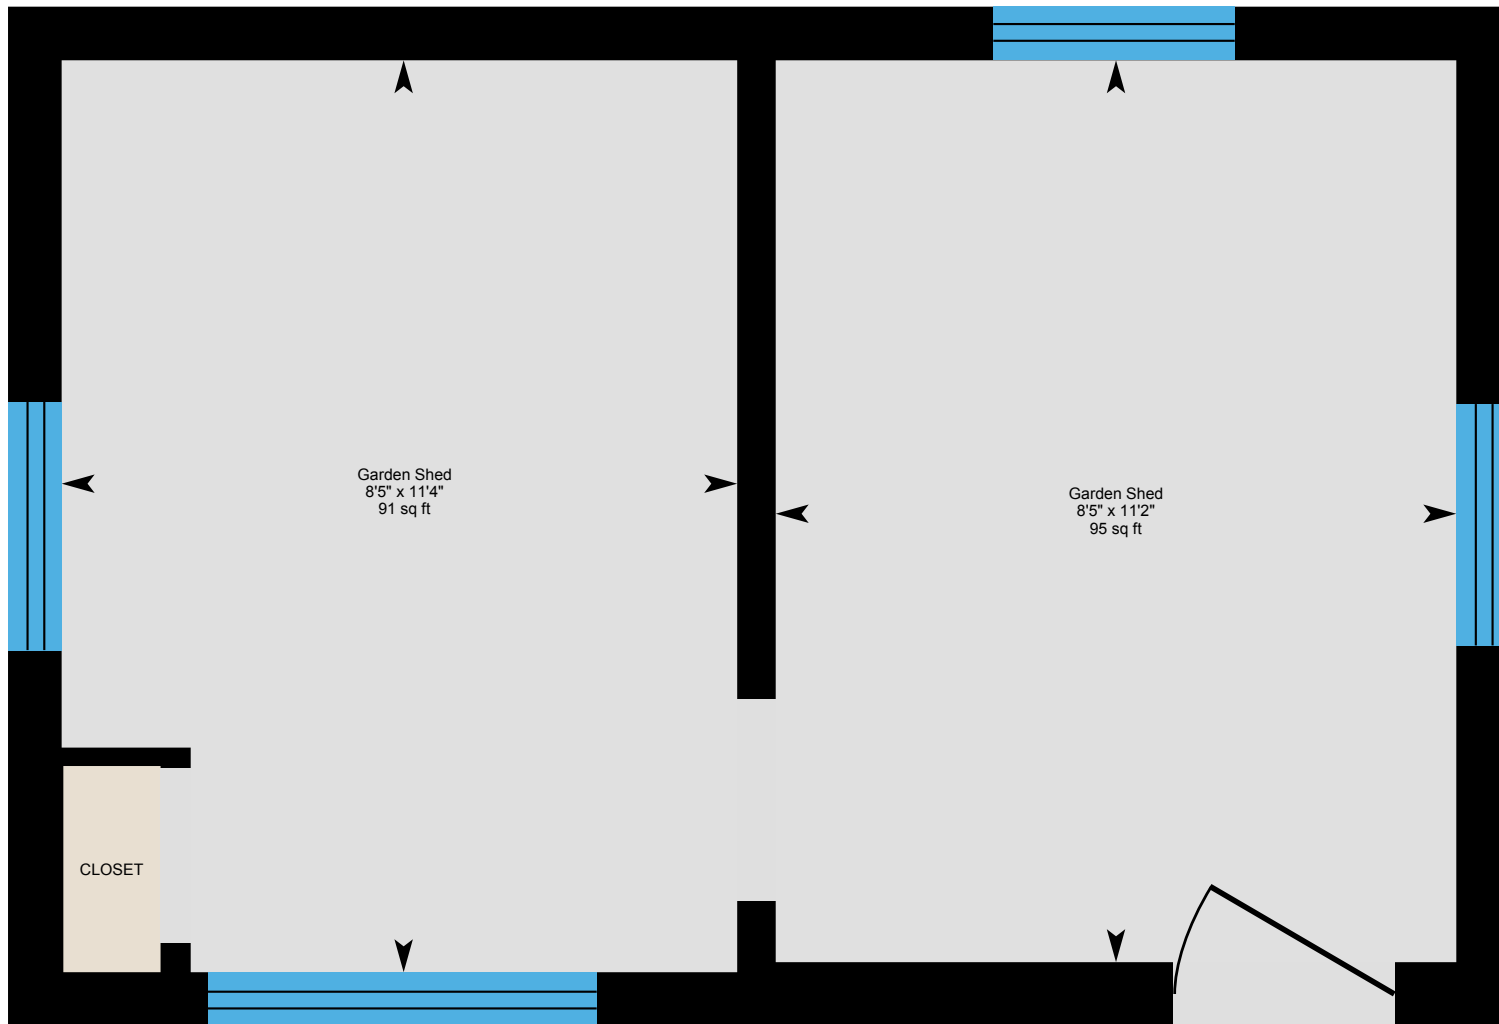 Garden Shed
8'5" x 11'4"
91 sq ft
Garden Shed
8'5" x 11'2"
95 sq ft
CLOSET